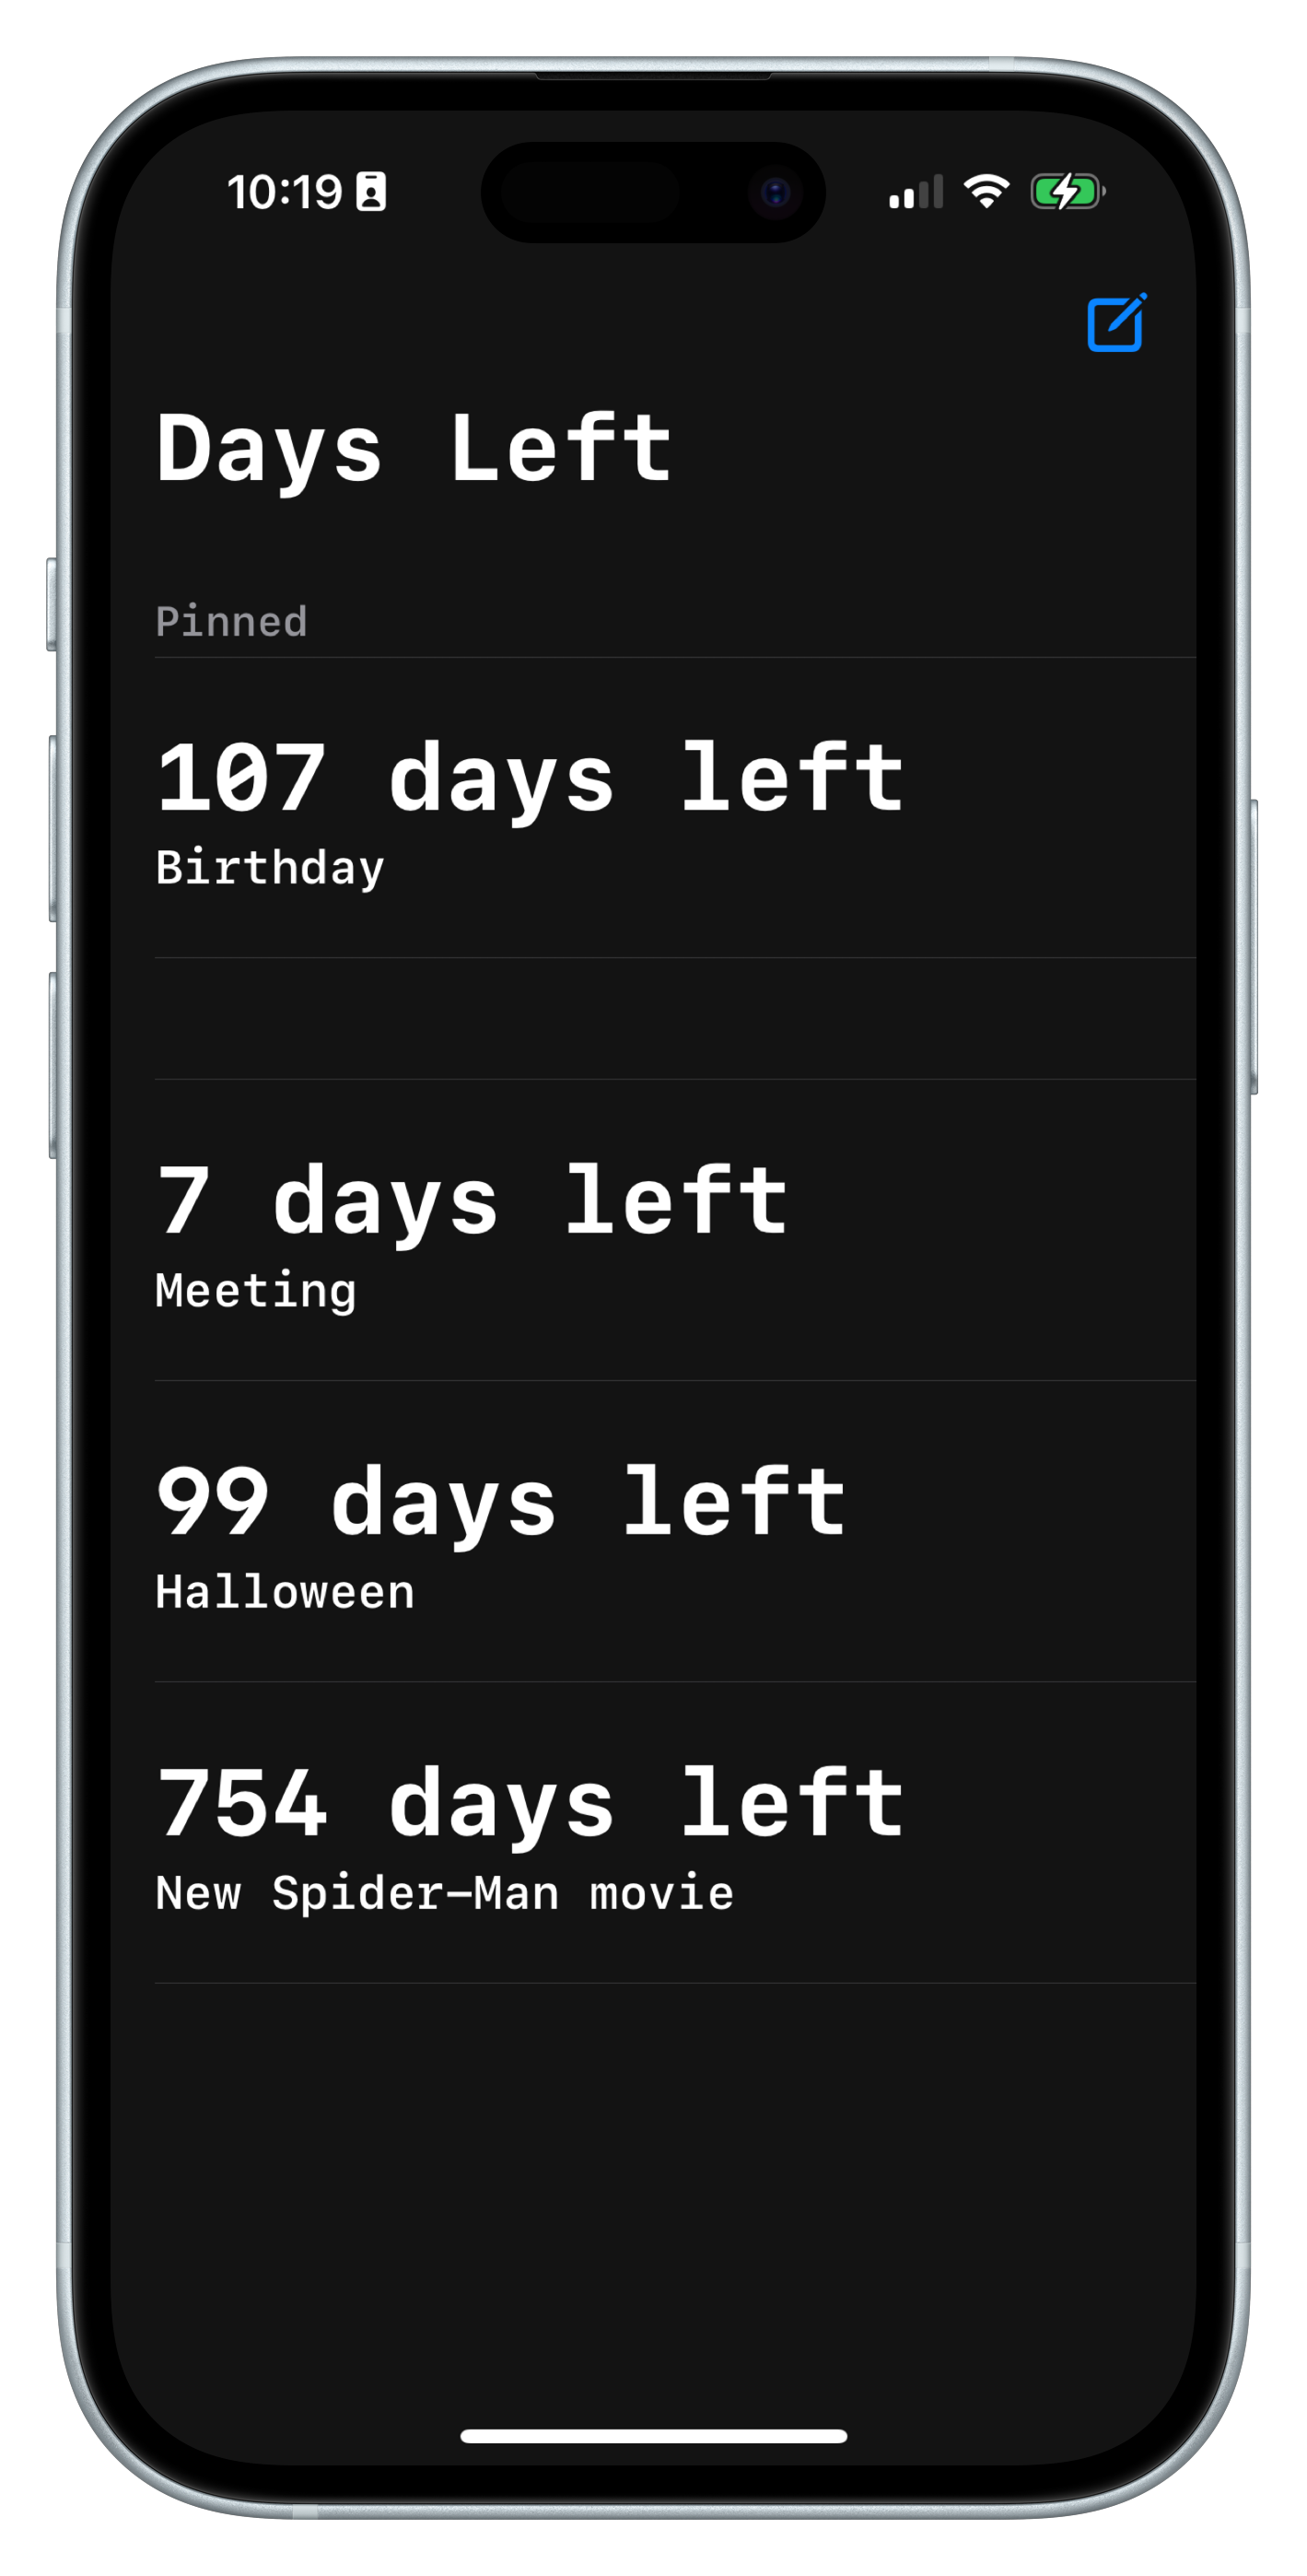 10:19
Days Left
Pinned
107 days left
Birthday
7 days left
Meeting
99 days left
Halloween
754 days left
New Spider-Man movie